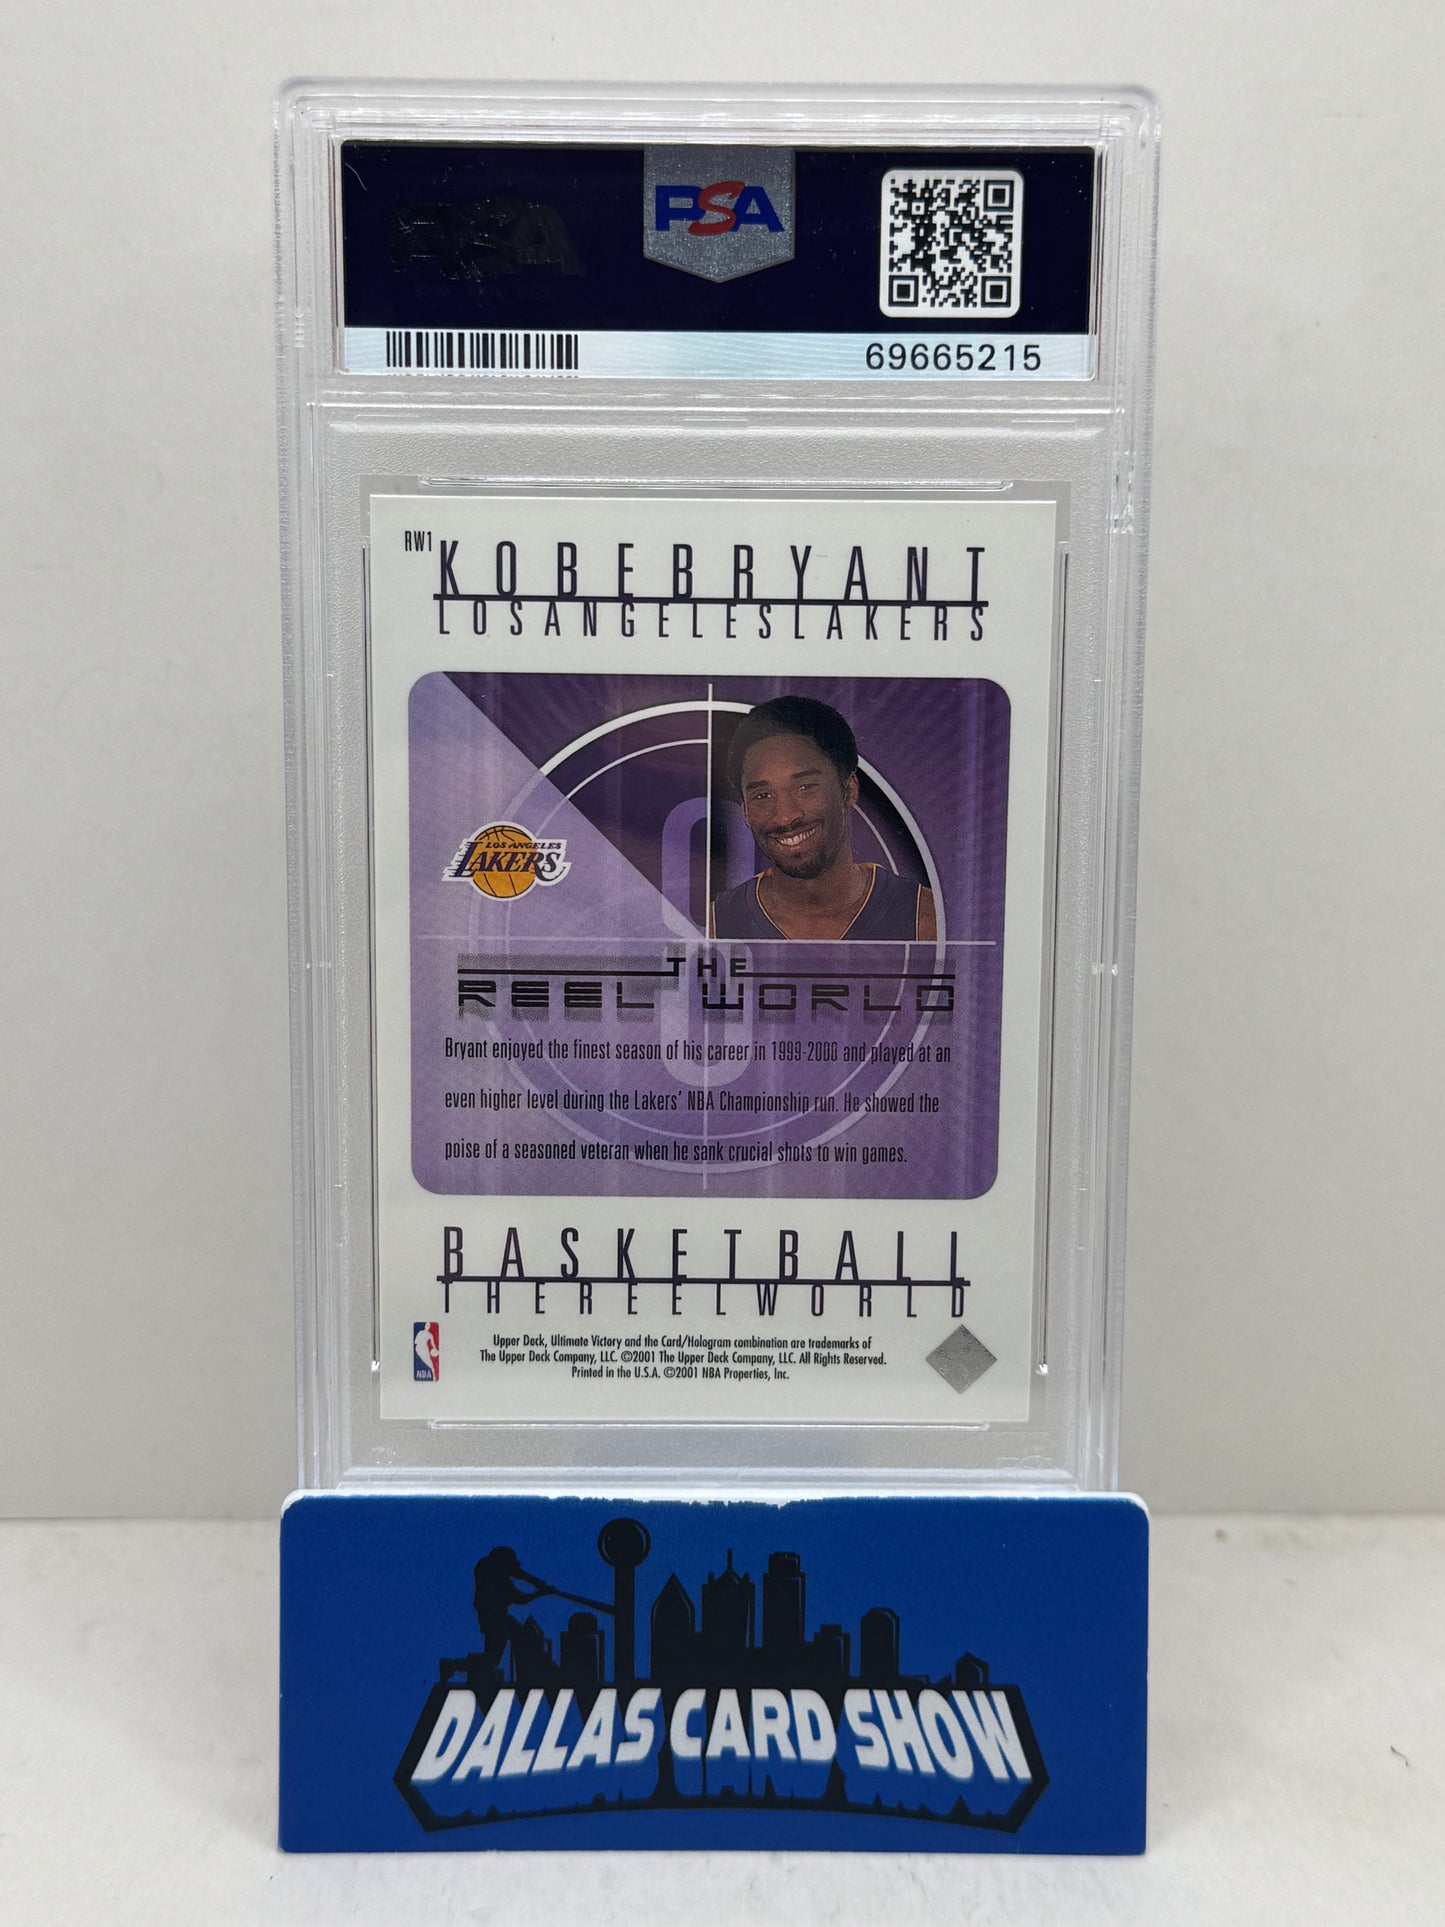 PSA
69665215
RW1
KOBEBRYANT
LOSANGELESLAKERS
LOS ANGELES
LAKERS
THE
REEL WORLD
Bryant enjoyed the finest season of his career in 1999-2000 and played at an
even higher level during the Lakers' NBA Championship run. He showed the
poise of a seasoned veteran when he sank crucial shots to win games.
BASKETBALL
THEREELWORLD
NBA
Upper Deck, Ultimate Victory and the Card/Hologram combination are trademarks of
The Upper Deck Company, LLC. ©2001 The Upper Deck Company, LLC. All Rights Reserved.
Printed in the U.S.A. ©2001 NBA Properties, Inc.
PSA
DALLAS CARD SHOW